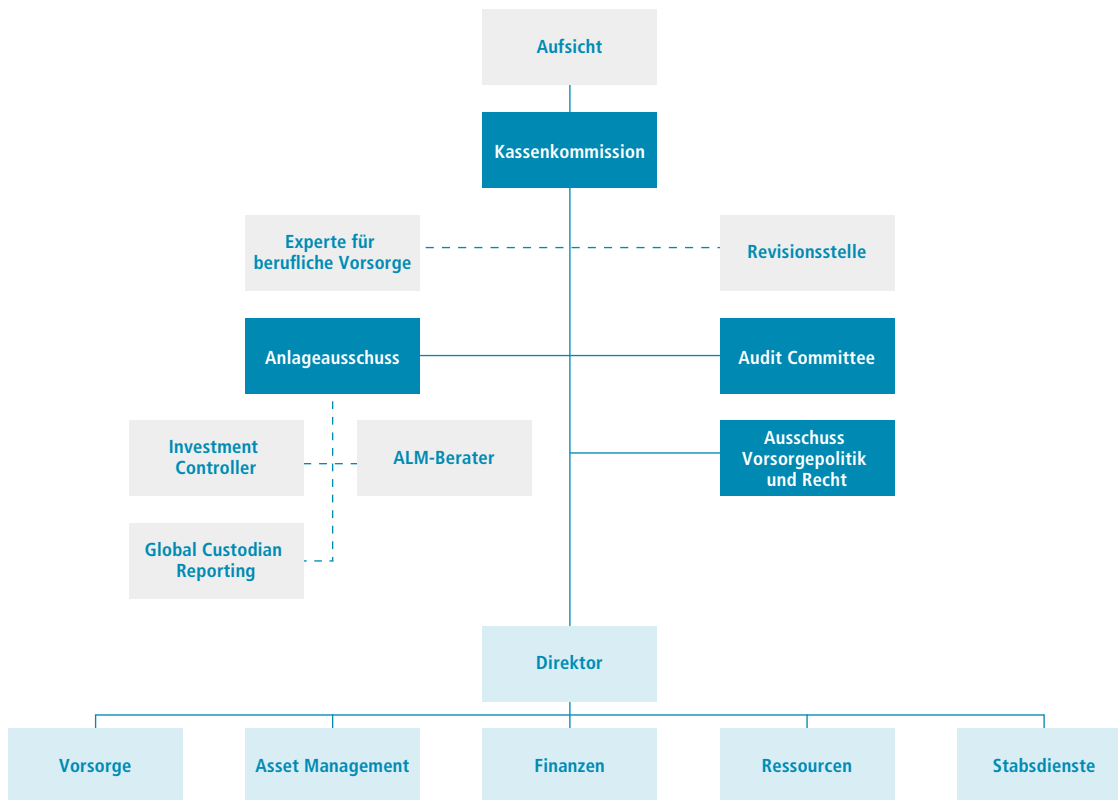 Aufsicht
Kassenkommission
Experte für
berufliche Vorsorge
Revisionsstelle
Anlageausschuss
Audit Committee
Investment
Controller
ALM-Berater
Ausschuss
Vorsorgepolitik
und Recht
Global Custodian
Reporting
Direktor
Vorsorge
Asset Management
Finanzen
Ressourcen
Stabsdienste